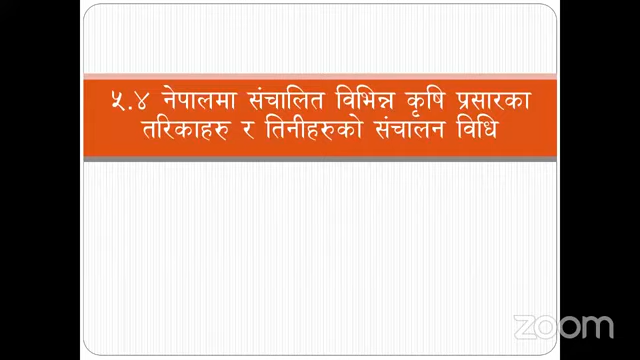 ५.४ नेपालमा संचालित विभिन्न कृषि प्रसारका
तरिकाहरु र तिनीहरुको संचालन विधि
zoom